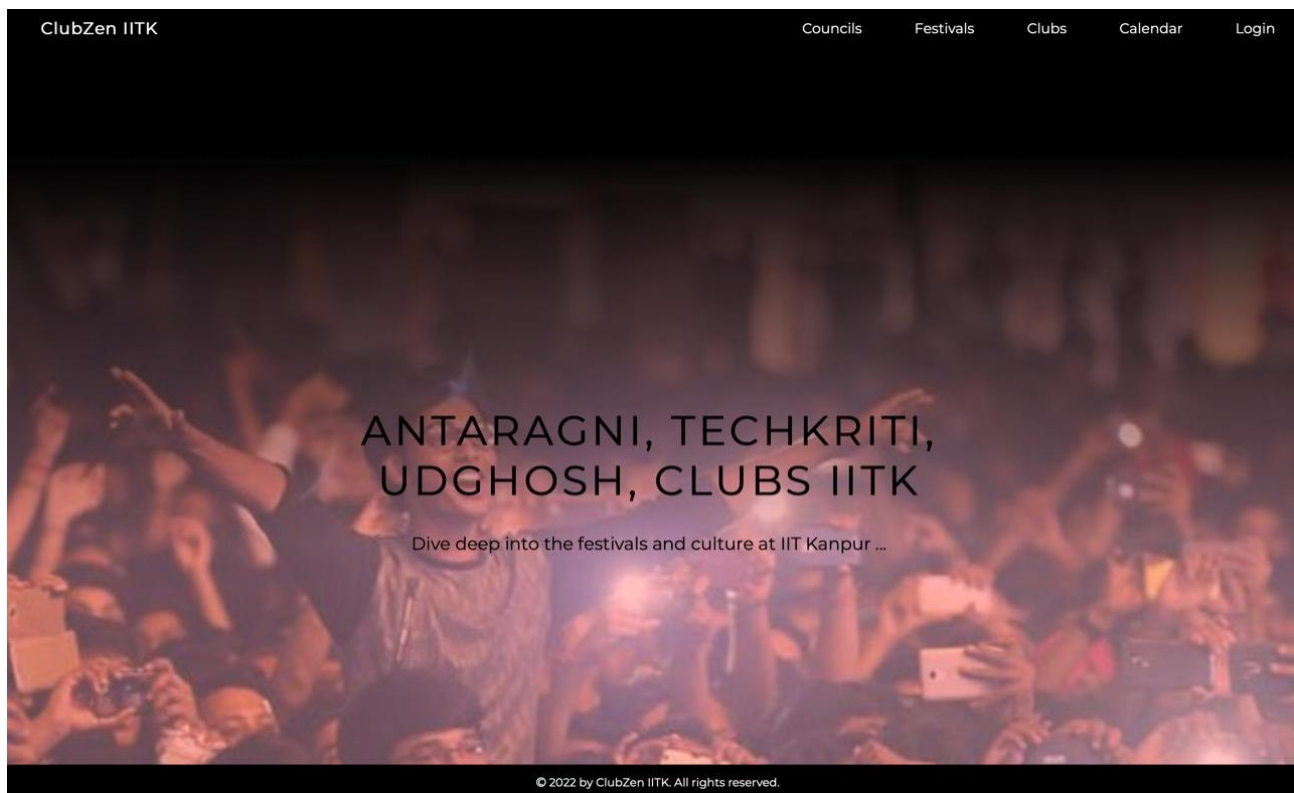 ClubZen IITK
Councils Festivals Clubs Calendar Login
ANTARAGNI, TECHKRITI,
UDGHOSH, CLUBS IITK
Dive deep into the festivals and culture at IIT Kanpur ...
© 2022 by ClubZen IITK. All rights reserved.